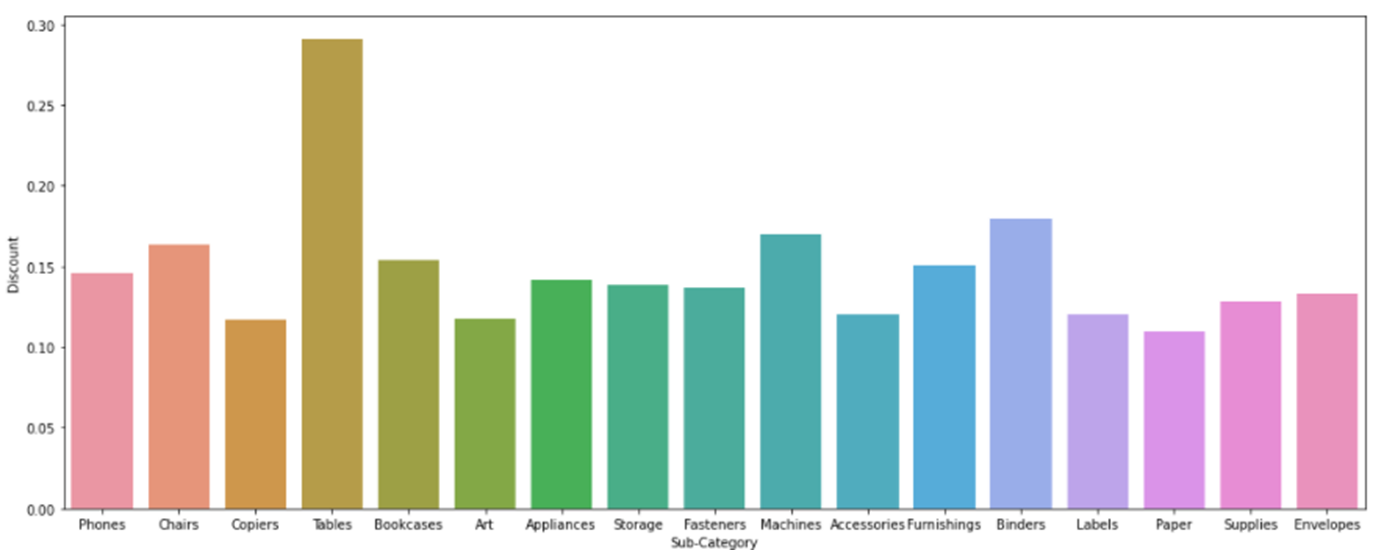 0.30
0.25
0.20
0.15
0.10
0.05
0.00
Discount
Phones Chairs Copiers Tables Bookcases Art Appliances Storage Fasteners Machines Accessories Furnishings Binders Labels Paper Supplies Envelopes
Sub-Category